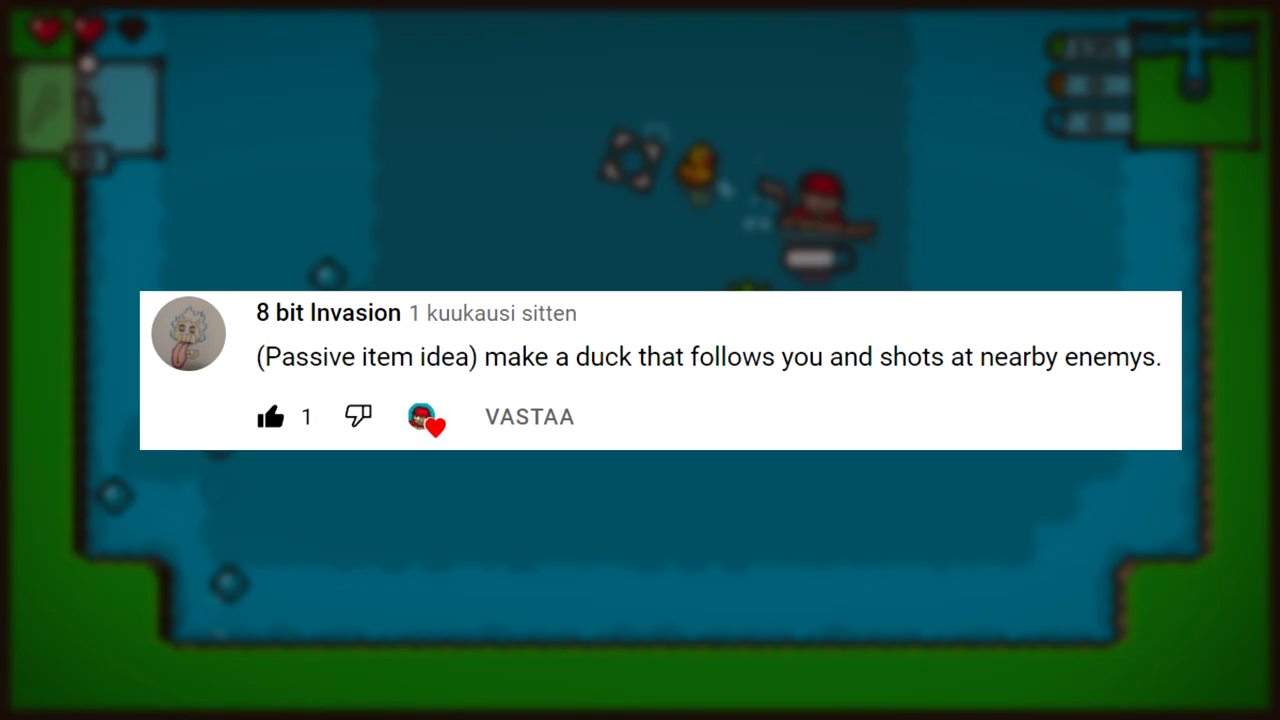 8 bit Invasion 1 kuukausi sitten
(Passive item idea) make a duck that follows you and shots at nearby enemys.
1 VASTAA